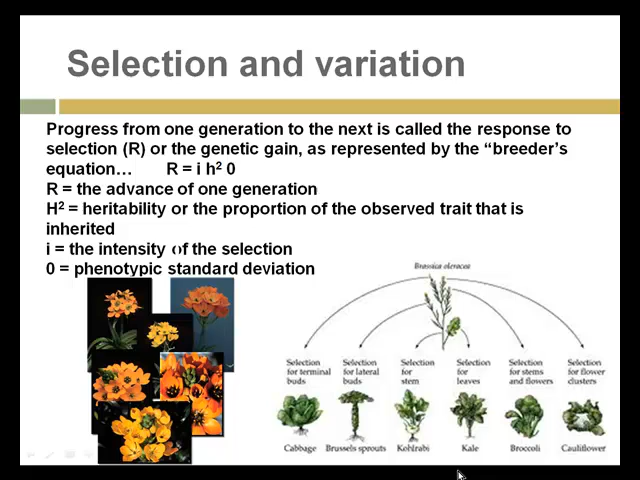 Selection and variation
Progress from one generation to the next is called the response to
selection (R) or the genetic gain, as represented by the “breeder’s
equation… R = i h² 0
R = the advance of one generation
H² = heritability or the proportion of the observed trait that is
inherited
i = the intensity of the selection
0 = phenotypic standard deviation
Brassica oleracea
Selection for terminal buds
Selection for lateral buds
Selection for stem
Selection for leaves
Selection for stems and flowers
Selection for flower clusters
Cabbage
Brussels sprouts
Kohlrabi
Kale
Broccoli
Cauliflower